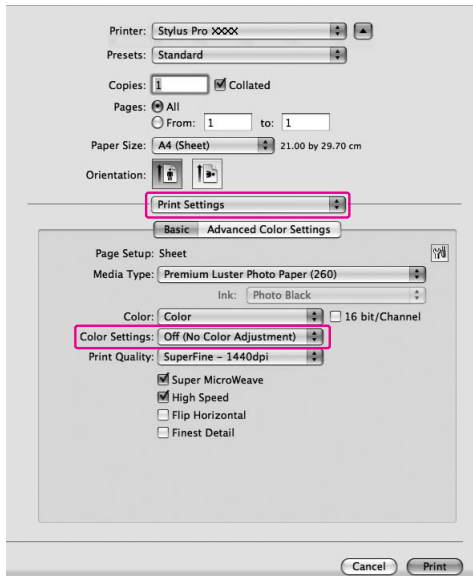 Printer: Stylus Pro XXXX
Presets: Standard
Copies: 1 Collated
Pages: All
From: 1 to: 1
Paper Size: A4 (Sheet) 21.00 by 29.70 cm
Orientation:
Print Settings
Basic Advanced Color Settings
Page Setup: Sheet
Media Type: Premium Luster Photo Paper (260)
Ink: Photo Black
Color: Color 16 bit/Channel
Color Settings: Off (No Color Adjustment)
Print Quality: SuperFine - 1440dpi
Super MicroWeave
High Speed
Flip Horizontal
Finest Detail
Cancel Print